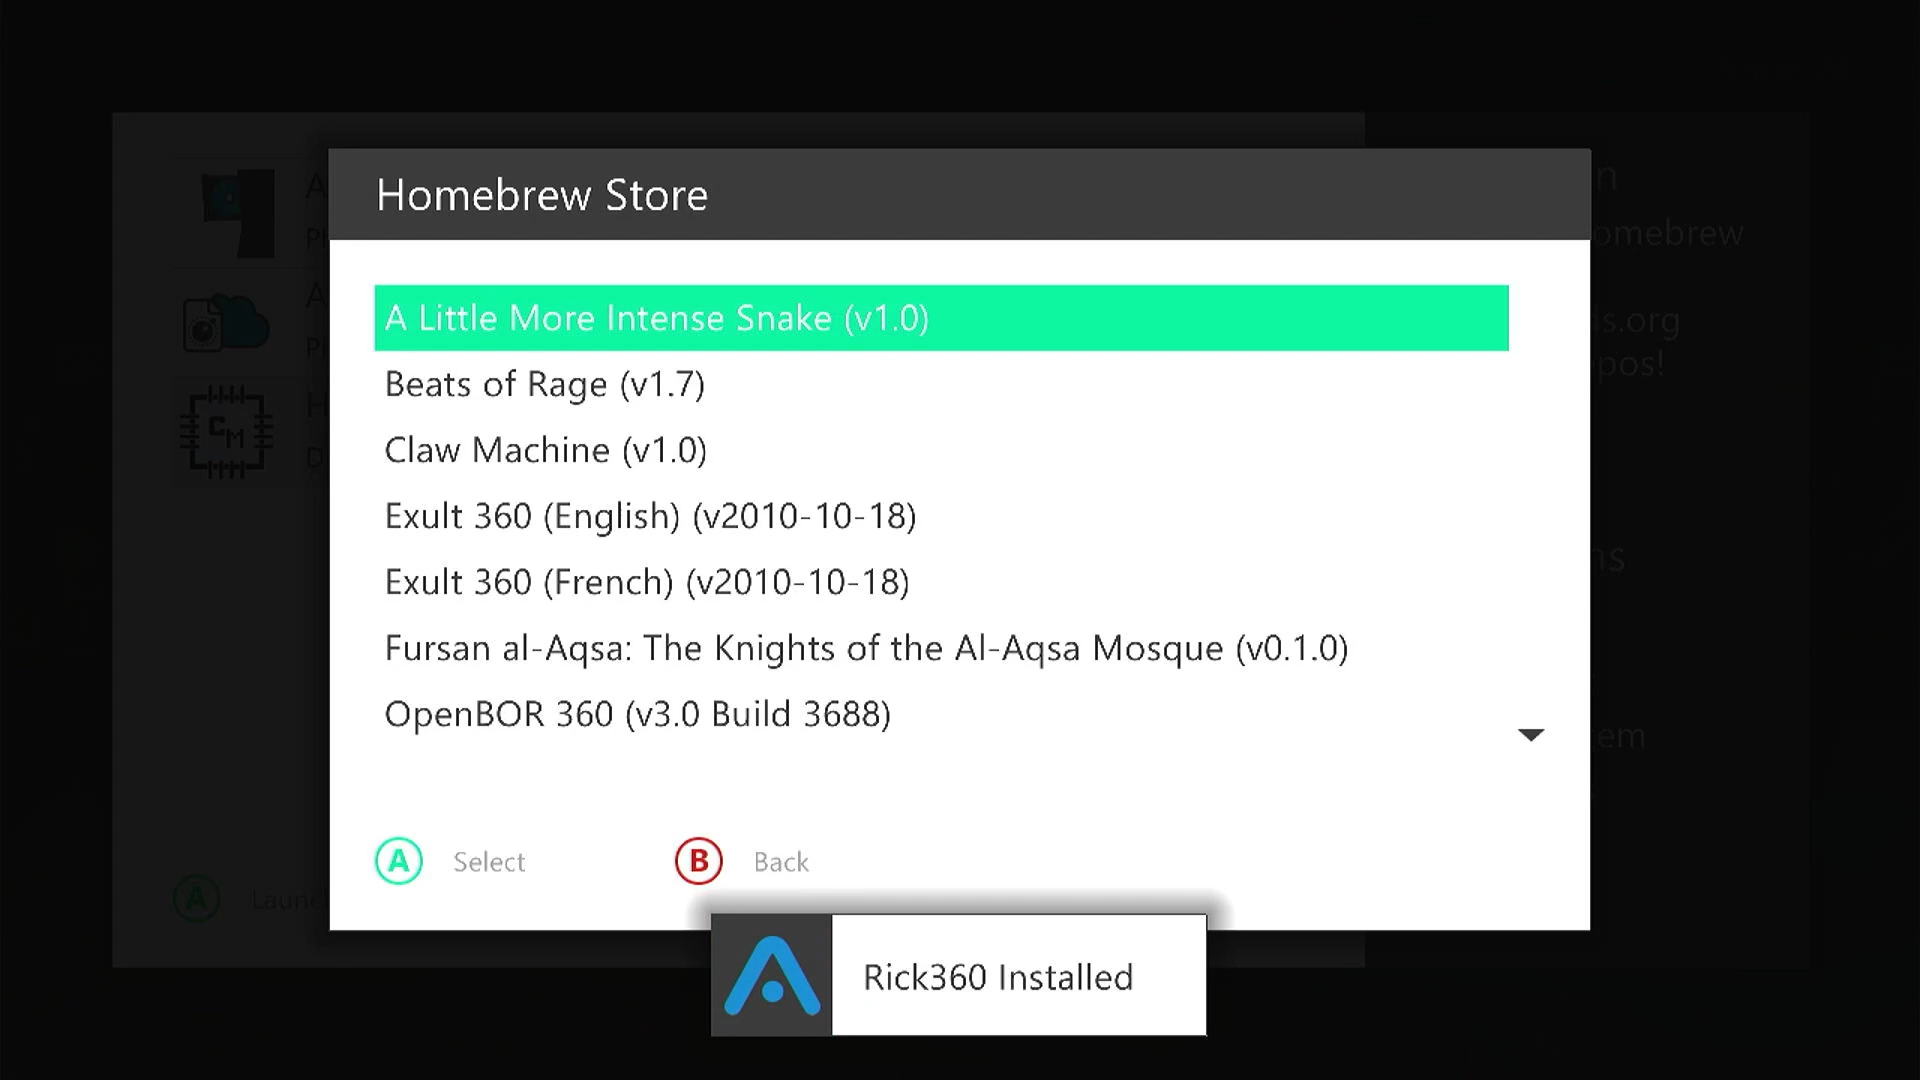 Homebrew Store
A Little More Intense Snake (v1.0)
Beats of Rage (v1.7)
Claw Machine (v1.0)
Exult 360 (English) (v2010-10-18)
Exult 360 (French) (v2010-10-18)
Fursan al-Aqsa: The Knights of the Al-Aqsa Mosque (v0.1.0)
OpenBOR 360 (v3.0 Build 3688)
A Select
B Back
Rick360 Installed
A
CM